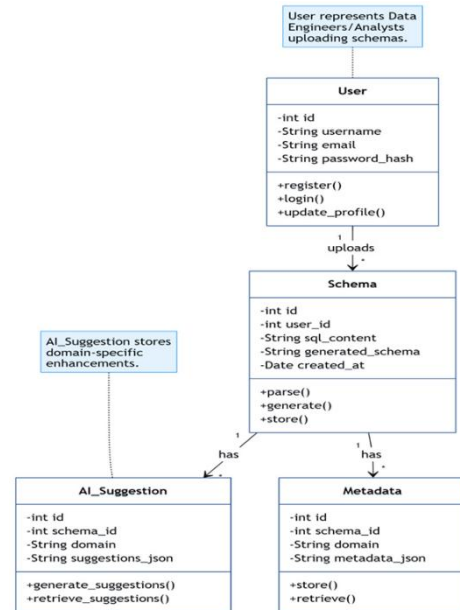 User represents Data
Engineers/Analysts
uploading schemas.
User
-int id
-String username
-String email
-String password_hash
+register()
+login()
+update_profile()
1
uploads
*
Schema
-int id
-int user_id
-String sql_content
-String generated_schema
-Date created_at
+parse()
+generate()
+store()
AI_Suggestion stores
domain-specific
enhancements.
1
has
*
1
has
*
AI_Suggestion
-int id
-int schema_id
-String domain
-String suggestions_json
+generate_suggestions()
+retrieve_suggestions()
Metadata
-int id
-int schema_id
-String domain
-String metadata_json
+store()
+retrieve()